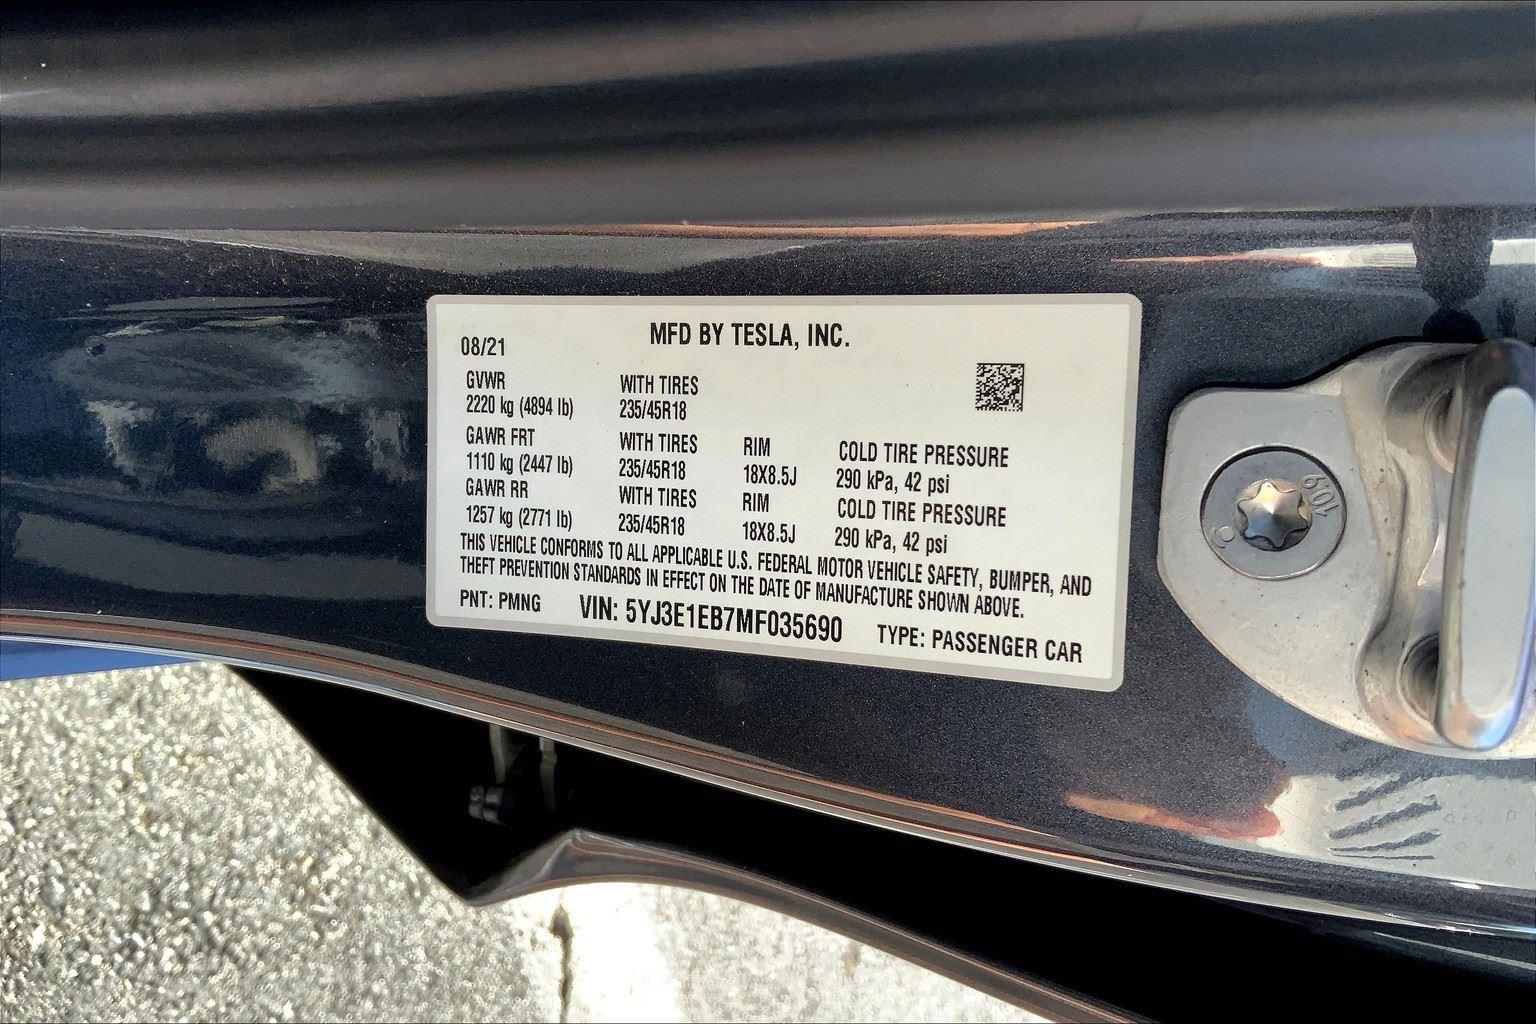 MFD BY TESLA, INC.
08/21
GVWR WITH TIRES
2220 kg (4894 lb) 235/45R18
GAWR FRT WITH TIRES RIM COLD TIRE PRESSURE
1110 kg (2447 lb) 235/45R18 18X8.5J 290 kPa, 42 psi
GAWR RR WITH TIRES RIM COLD TIRE PRESSURE
1257 kg (2771 lb) 235/45R18 18X8.5J 290 kPa, 42 psi
THIS VEHICLE CONFORMS TO ALL APPLICABLE U.S. FEDERAL MOTOR VEHICLE SAFETY, BUMPER, AND
THEFT PREVENTION STANDARDS IN EFFECT ON THE DATE OF MANUFACTURE SHOWN ABOVE.
PNT: PMNG VIN: 5YJ3E1EB7MF035690 TYPE: PASSENGER CAR